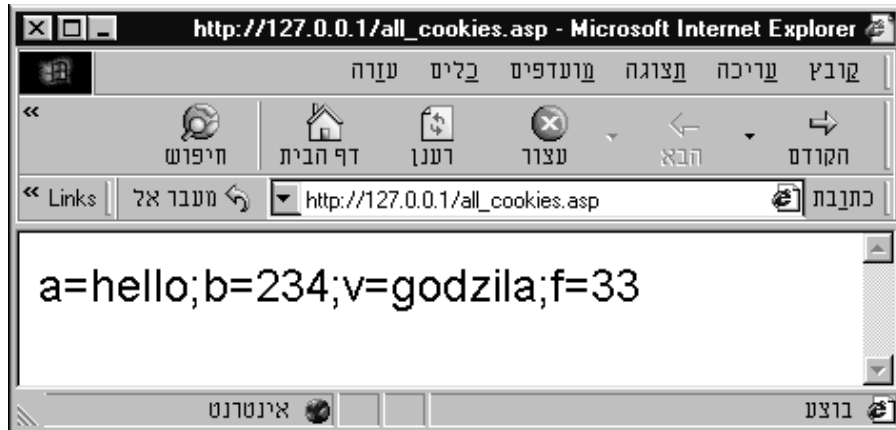 http://127.0.0.1/all_cookies.asp - Microsoft Internet Explorer
קובץ עריכה תצוגה מועדפים כלים עזרה
הקודם הבא עצור רענן דף הבית חיפוש »
כתובת http://127.0.0.1/all_cookies.asp מעבר אל Links »
a=hello;b=234;v=godzila;f=33
בוצע אינטרנט